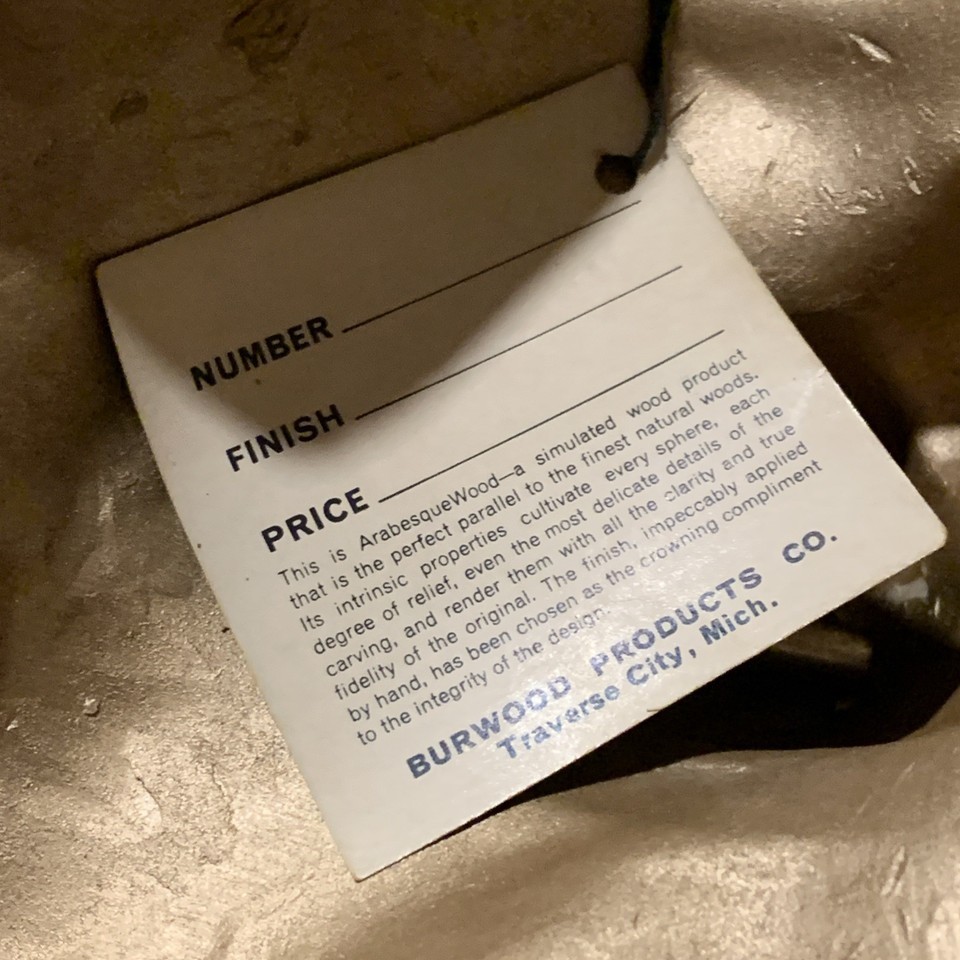 NUMBER
FINISH
PRICE
This is ArabesqueWood—a simulated wood product
that is the perfect parallel to the finest natural woods.
Its intrinsic properties cultivate every sphere, each
degree of relief, even the most delicate details of the
carving, and render them with all the clarity and true
fidelity of the original. The finish, impeccably applied
by hand, has been chosen as the crowning compliment
to the integrity of the design.
BURWOOD PRODUCTS CO.
Traverse City, Mich.